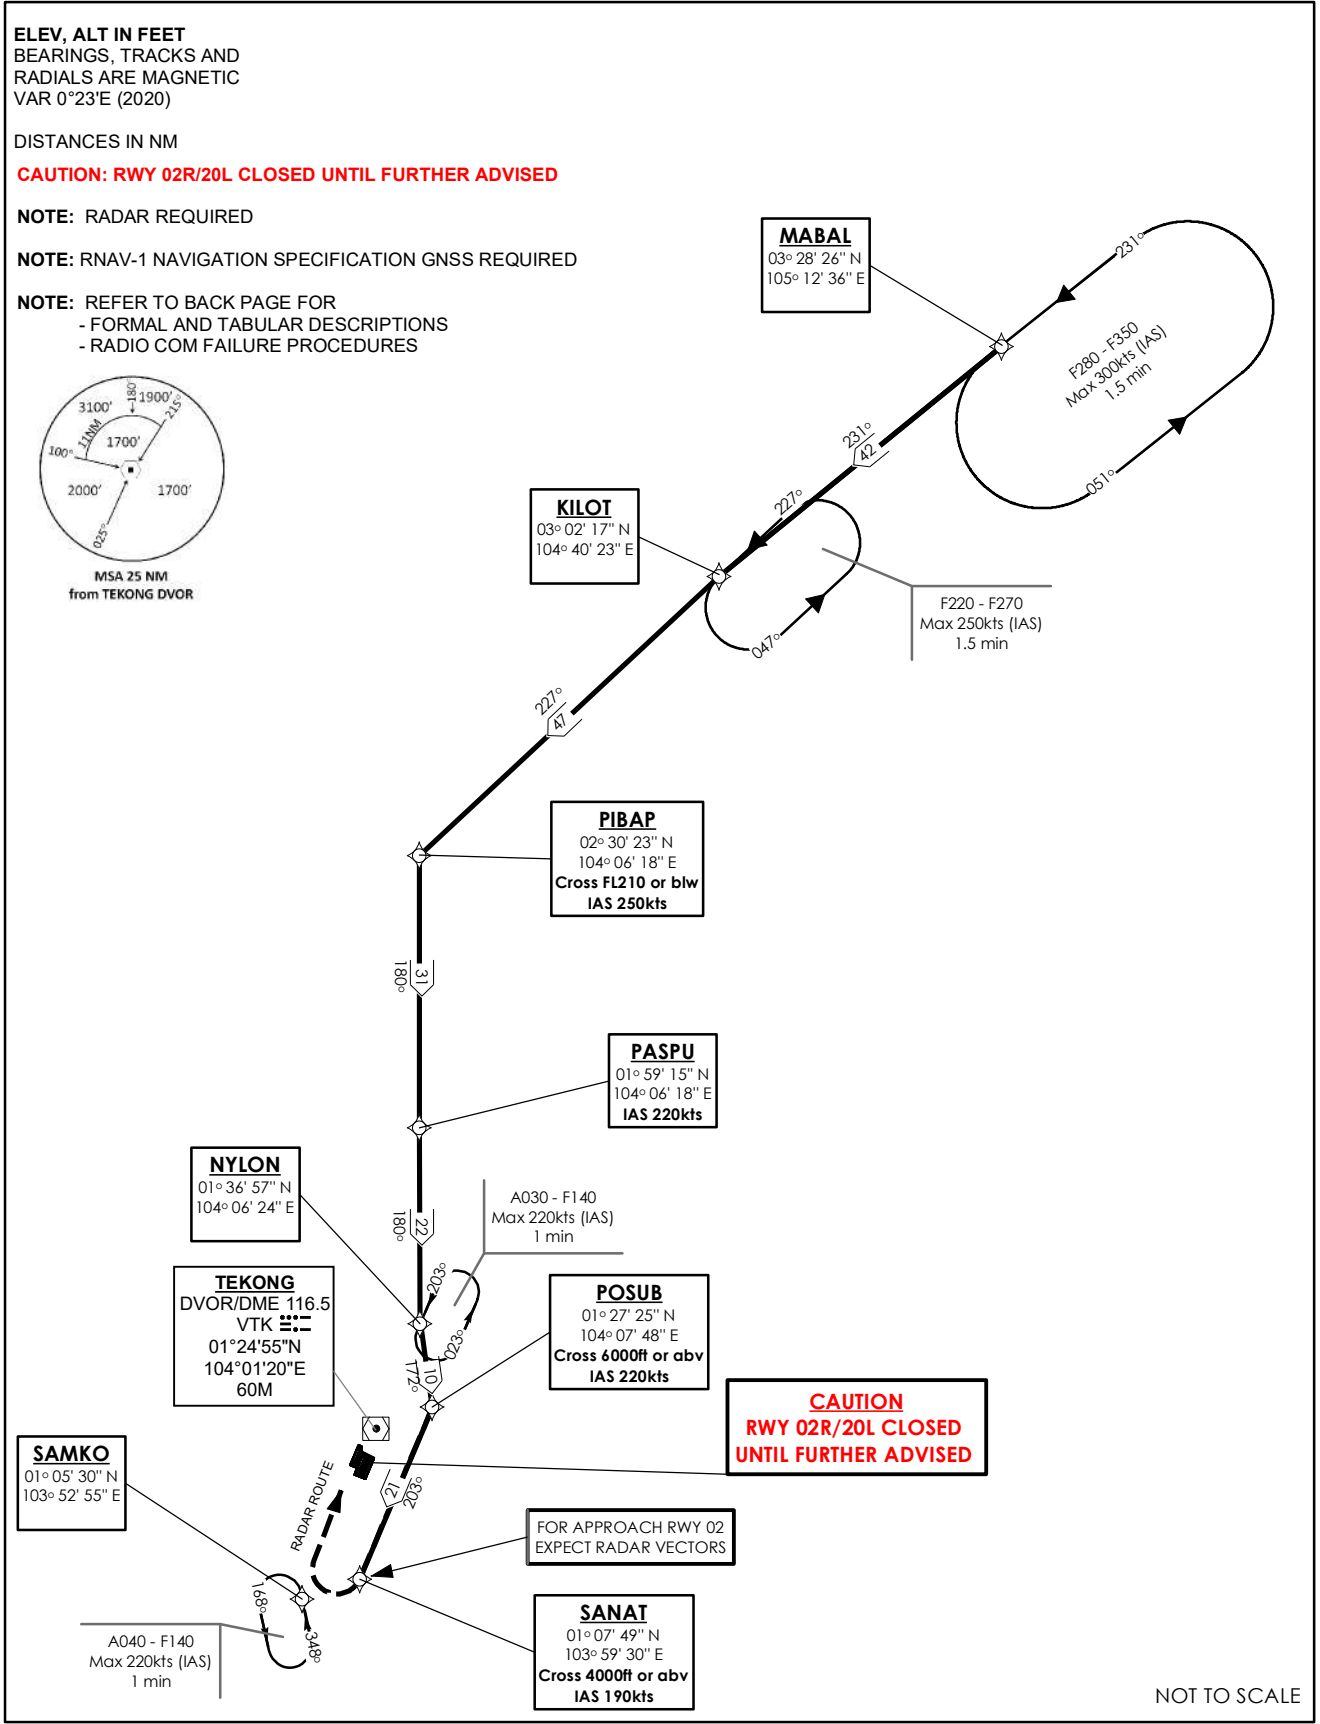 ELEV, ALT IN FEET
BEARINGS, TRACKS AND
RADIALS ARE MAGNETIC
VAR 0°23'E (2020)
DISTANCES IN NM
CAUTION: RWY 02R/20L CLOSED UNTIL FURTHER ADVISED
NOTE: RADAR REQUIRED
NOTE: RNAV-1 NAVIGATION SPECIFICATION GNSS REQUIRED
NOTE: REFER TO BACK PAGE FOR
- FORMAL AND TABULAR DESCRIPTIONS
- RADIO COM FAILURE PROCEDURES
3100'
180°
1900'
215°
11NM
1700'
100°
2000'
1700'
025°
MSA 25 NM
from TEKONG DVOR
MABAL
03° 28' 26" N
105° 12' 36" E
231°
F280 - F350
Max 300kts (IAS)
1.5 min
051°
231°
42
KILOT
03° 02' 17" N
104° 40' 23" E
227°
047°
F220 - F270
Max 250kts (IAS)
1.5 min
227°
47
PIBAP
02° 30' 23" N
104° 06' 18" E
Cross FL210 or blw
IAS 250kts
31
180°
PASPU
01° 59' 15" N
104° 06' 18" E
IAS 220kts
NYLON
01° 36' 57" N
104° 06' 24" E
22
180°
A030 - F140
Max 220kts (IAS)
1 min
203°
023°
TEKONG
DVOR/DME 116.5
VTK
01°24'55"N
104°01'20"E
60M
POSUB
01° 27' 25" N
104° 07' 48" E
Cross 6000ft or abv
IAS 220kts
10
172°
CAUTION
RWY 02R/20L CLOSED
UNTIL FURTHER ADVISED
SAMKO
01° 05' 30" N
103° 52' 55" E
RADAR ROUTE
21
203°
FOR APPROACH RWY 02
EXPECT RADAR VECTORS
SANAT
01° 07' 49" N
103° 59' 30" E
Cross 4000ft or abv
IAS 190kts
168°
348°
A040 - F140
Max 220kts (IAS)
1 min
NOT TO SCALE